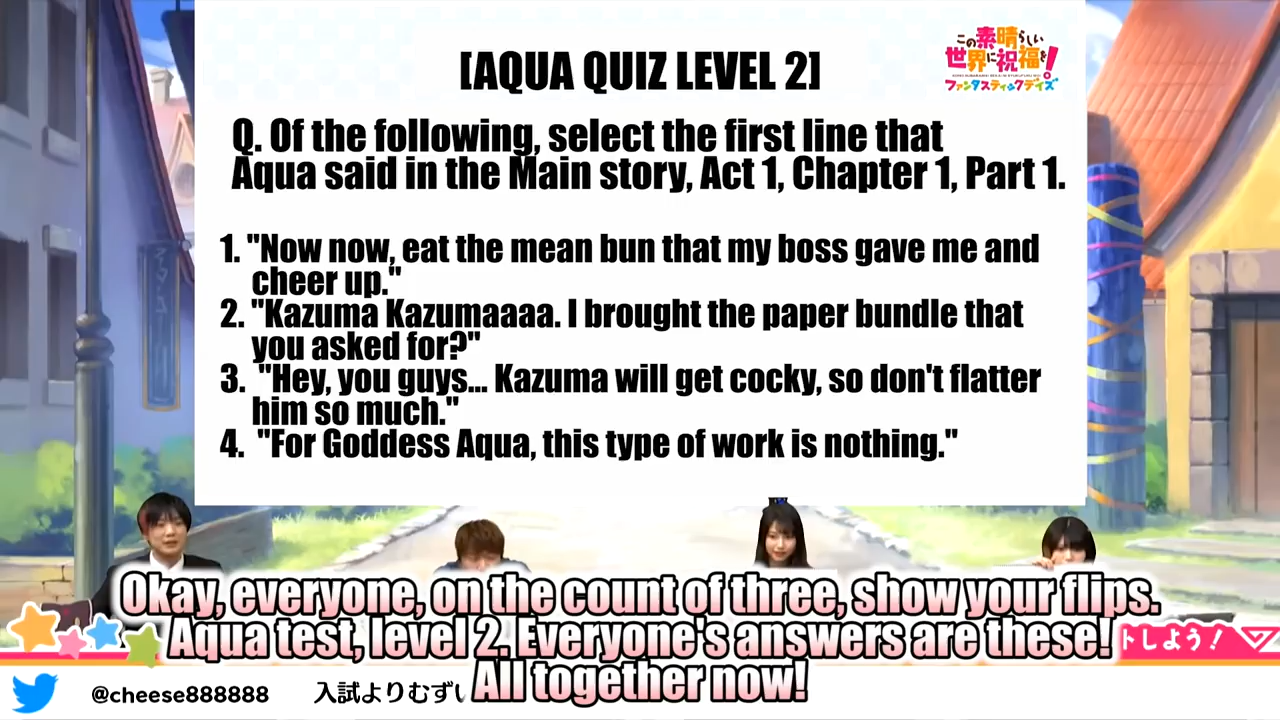 [AQUA QUIZ LEVEL 2]
この素晴らしい
世界に祝福を!
ファンタスティックデイズ
Q. Of the following, select the first line that
Aqua said in the Main story, Act 1, Chapter 1, Part 1.
1. "Now now, eat the mean bun that my boss gave me and
cheer up."
2. "Kazuma Kazumaaaa. I brought the paper bundle that
you asked for?"
3. "Hey, you guys... Kazuma will get cocky, so don't flatter
him so much."
4. "For Goddess Aqua, this type of work is nothing."
Okay, everyone, on the count of three, show your flips.
Aqua test, level 2. Everyone's answers are these!
トしよう!
All together now!
@cheese888888 入試よりむずい